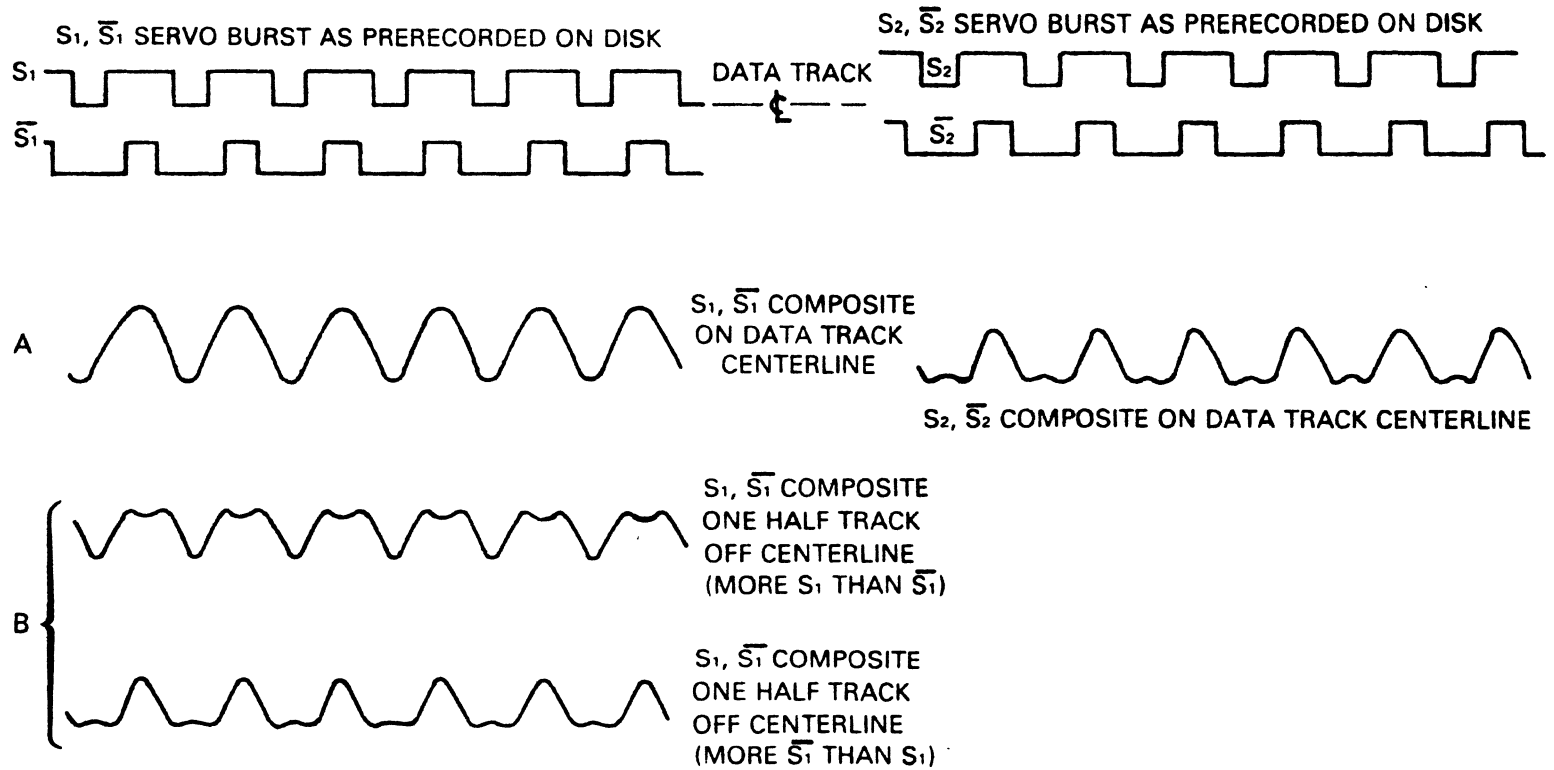 S₁, S̅₁ SERVO BURST AS PRERECORDED ON DISK
S₂, S̅₂ SERVO BURST AS PRERECORDED ON DISK
S₁
DATA TRACK
S₂
℄
S̅₁
S̅₂
A
S₁, S̅₁ COMPOSITE
ON DATA TRACK
CENTERLINE
S₂, S̅₂ COMPOSITE ON DATA TRACK CENTERLINE
B
S₁, S̅₁ COMPOSITE
ONE HALF TRACK
OFF CENTERLINE
(MORE S₁ THAN S̅₁)
S₁, S̅₁ COMPOSITE
ONE HALF TRACK
OFF CENTERLINE
(MORE S̅₁ THAN S₁)